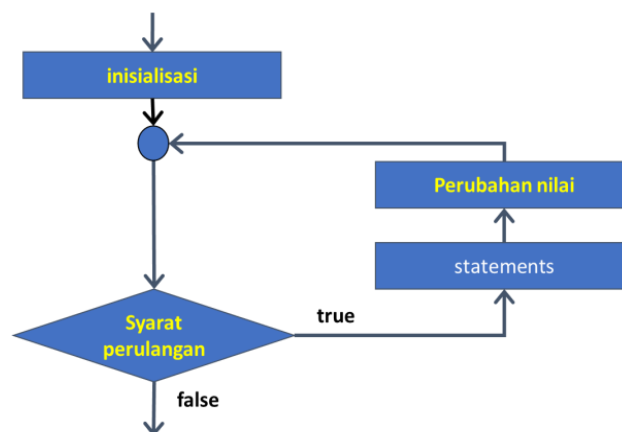 inisialisasi
Perubahan nilai
statements
Syarat
perulangan
true
false